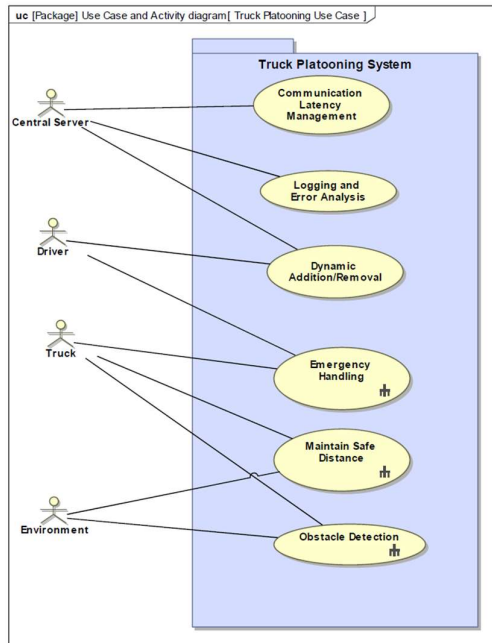 uc [Package] Use Case and Activity diagram[ Truck Platooning Use Case ]
Truck Platooning System
Communication
Latency
Management
Central Server
Logging and
Error Analysis
Driver
Dynamic
Addition/Removal
Truck
Emergency
Handling
Maintain Safe
Distance
Environment
Obstacle Detection